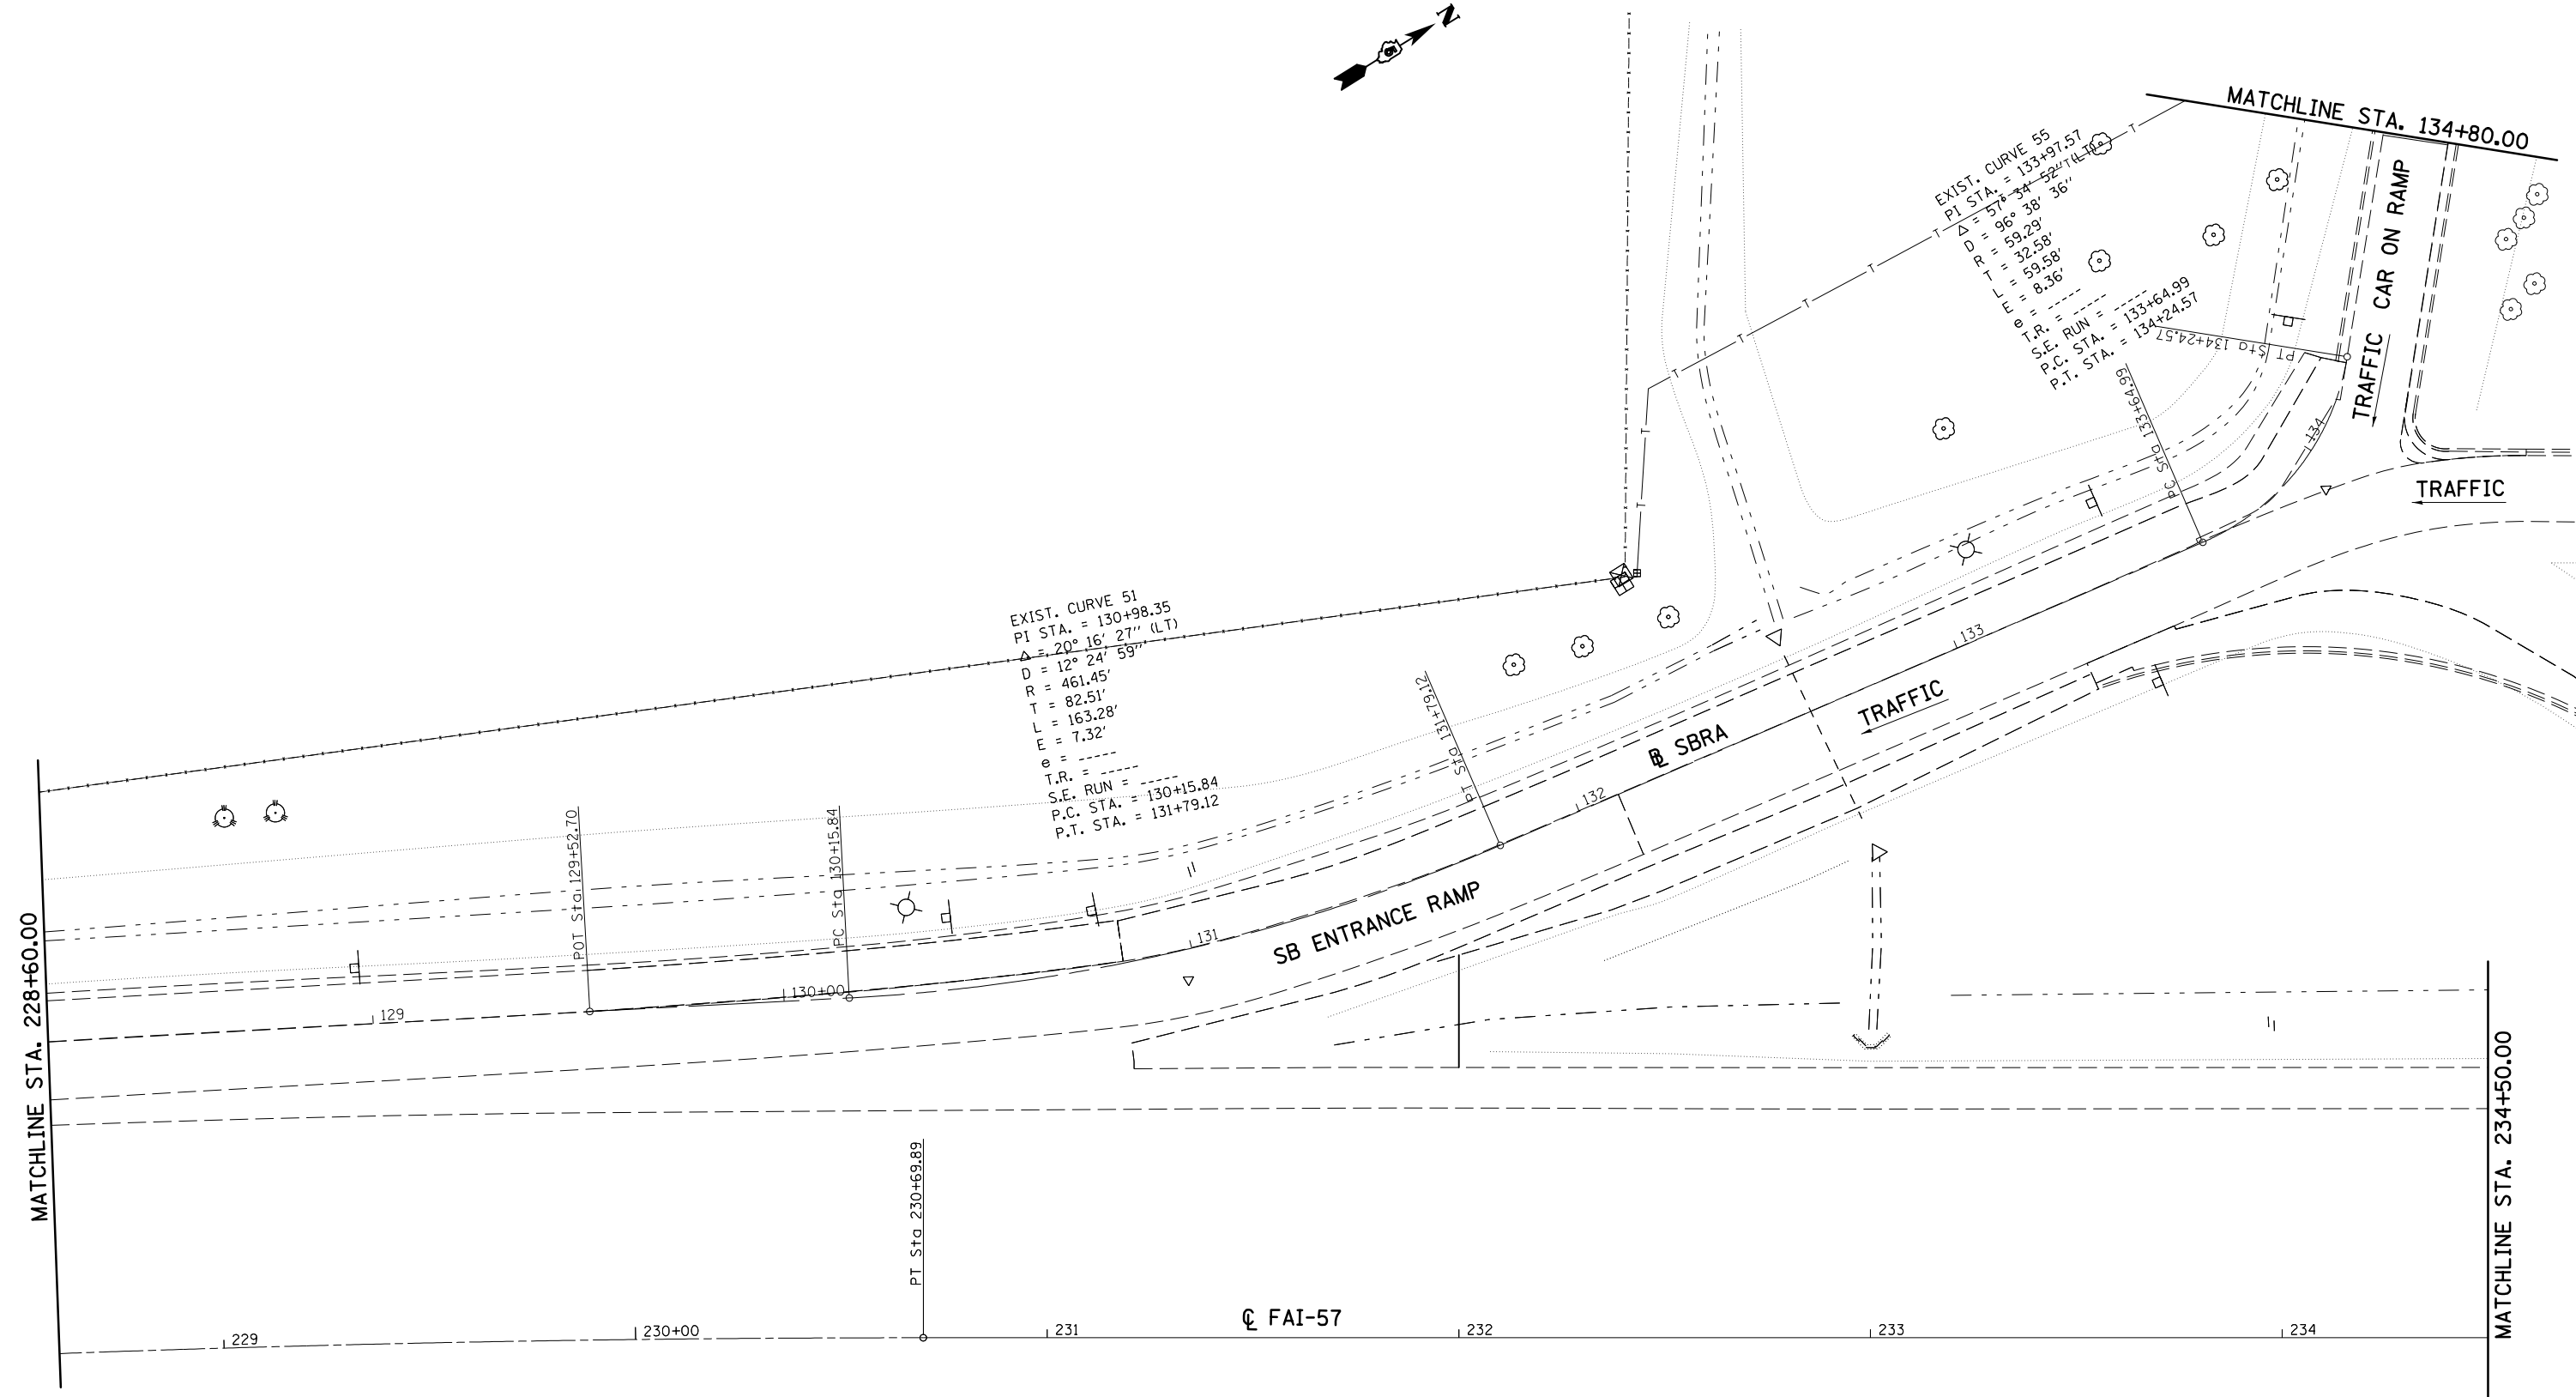 N
MATCHLINE STA. 134+80.00
EXIST. CURVE 55
PI STA. = 133+97.57
Δ = 57° 34' 52" (LT)
D = 96° 38' 36"
R = 59.29'
T = 32.58'
L = 59.58'
E = 8.36'
e = -----
T.R. = -----
S.E. RUN = -----
P.C. STA. = 133+64.99
P.T. STA. = 134+24.57
T
T
T
T
T
T
T
T
T
TRAFFIC
CAR ON RAMP
PT Sta 134+24.57
PC Sta 133+64.99
134
TRAFFIC
EXIST. CURVE 51
PI STA. = 130+98.35
Δ = 20° 16' 27" (LT)
D = 12° 24' 59"
R = 461.45'
T = 82.51'
L = 163.28'
E = 7.32'
e = -----
T.R. = -----
S.E. RUN = -----
P.C. STA. = 130+15.84
P.T. STA. = 131+79.12
133
TRAFFIC
PT Sta 131+79.12
℄ SBRA
132
POT Sta 129+52.70
PC Sta 130+15.84
SB ENTRANCE RAMP
131
130+00
129
MATCHLINE STA. 228+60.00
MATCHLINE STA. 234+50.00
PT Sta 230+69.89
℄ FAI-57
229
230+00
231
232
233
234